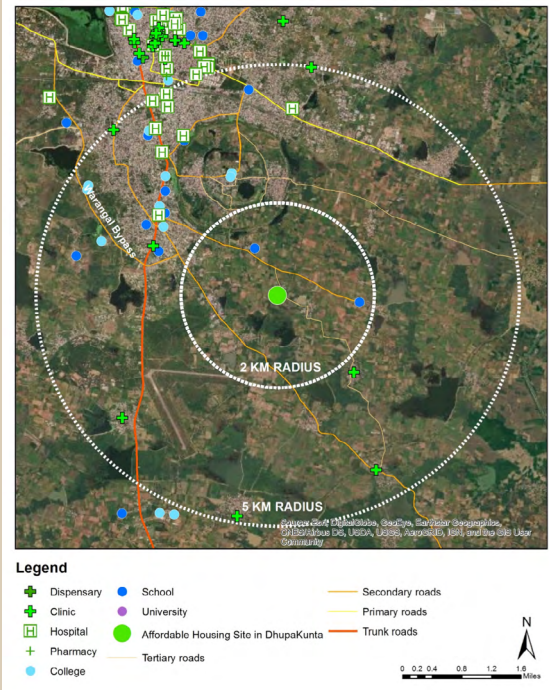 Warangal Bypass
2 KM RADIUS
5 KM RADIUS
Source: Esri, DigitalGlobe, GeoEye, Earthstar Geographics,
CNES/Airbus DS, USDA, USGS, AeroGRID, IGN, and the GIS User
Community
Legend
Dispensary
Clinic
Hospital
Pharmacy
College
School
University
Affordable Housing Site in DhupaKunta
Tertiary roads
Secondary roads
Primary roads
Trunk roads
N
0 0.2 0.4 0.8 1.2 1.6
Miles